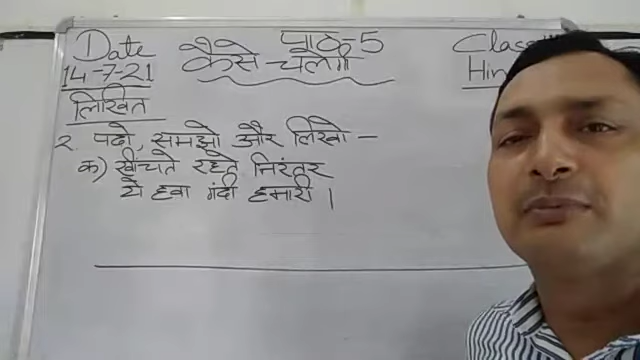 Date
14-7-21
पाठ-5
कैसे चलेगी
Class
Hin
लिखित
2. पढो, समझो और लिखो -
क) खींचते रहते निरंतर
ये हवा गंदी हमारी।